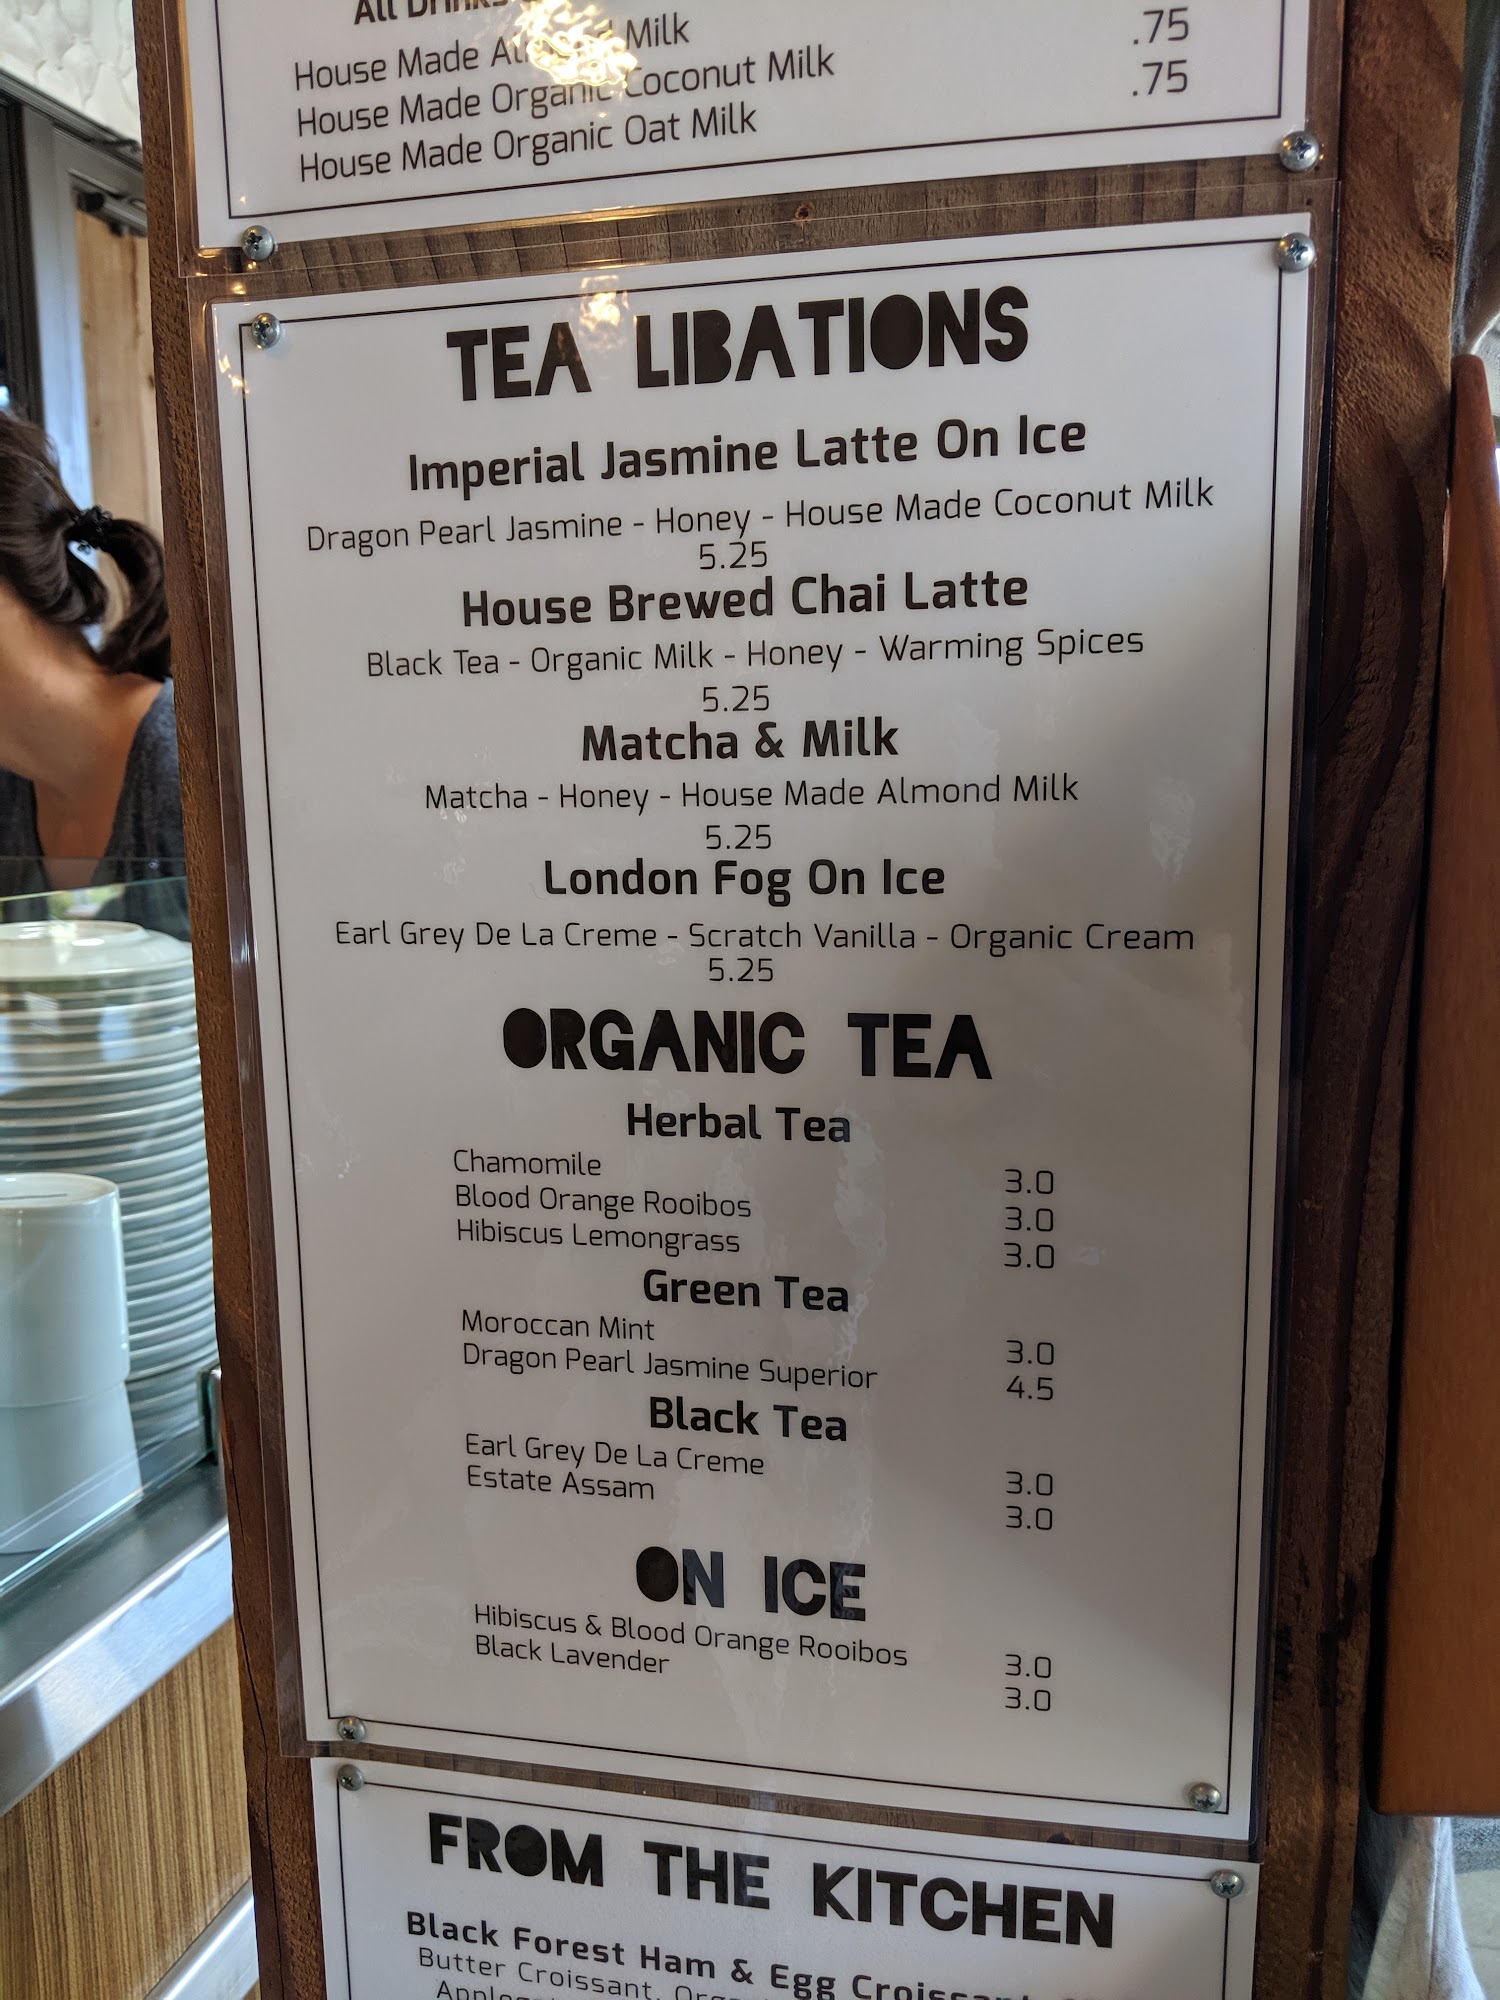 All Drinks
House Made Almond Milk .75
House Made Organic Coconut Milk .75
House Made Organic Oat Milk
TEA LIBATIONS
Imperial Jasmine Latte On Ice
Dragon Pearl Jasmine - Honey - House Made Coconut Milk
5.25
House Brewed Chai Latte
Black Tea - Organic Milk - Honey - Warming Spices
5.25
Matcha & Milk
Matcha - Honey - House Made Almond Milk
5.25
London Fog On Ice
Earl Grey De La Creme - Scratch Vanilla - Organic Cream
5.25
ORGANIC TEA
Herbal Tea
Chamomile 3.0
Blood Orange Rooibos 3.0
Hibiscus Lemongrass 3.0
Green Tea
Moroccan Mint 3.0
Dragon Pearl Jasmine Superior 4.5
Black Tea
Earl Grey De La Creme 3.0
Estate Assam 3.0
ON ICE
Hibiscus & Blood Orange Rooibos 3.0
Black Lavender 3.0
FROM THE KITCHEN
Black Forest Ham & Egg Croissant
Butter Croissant,